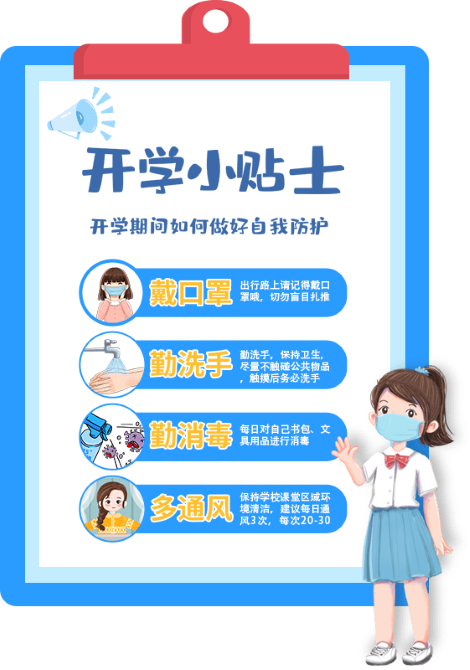 开学小贴士
开学期间如何做好自我防护
戴口罩
出行路上请记得戴口
罩哦，切勿盲目扎堆
勤洗手
勤洗手，保持卫生，
尽量不触碰公共物品
，触摸后务必洗手
勤消毒
每日对自己书包、文
具用品进行消毒
多通风
保持学校课堂区域环
境清洁，建议每日通
风3次，每次20-30